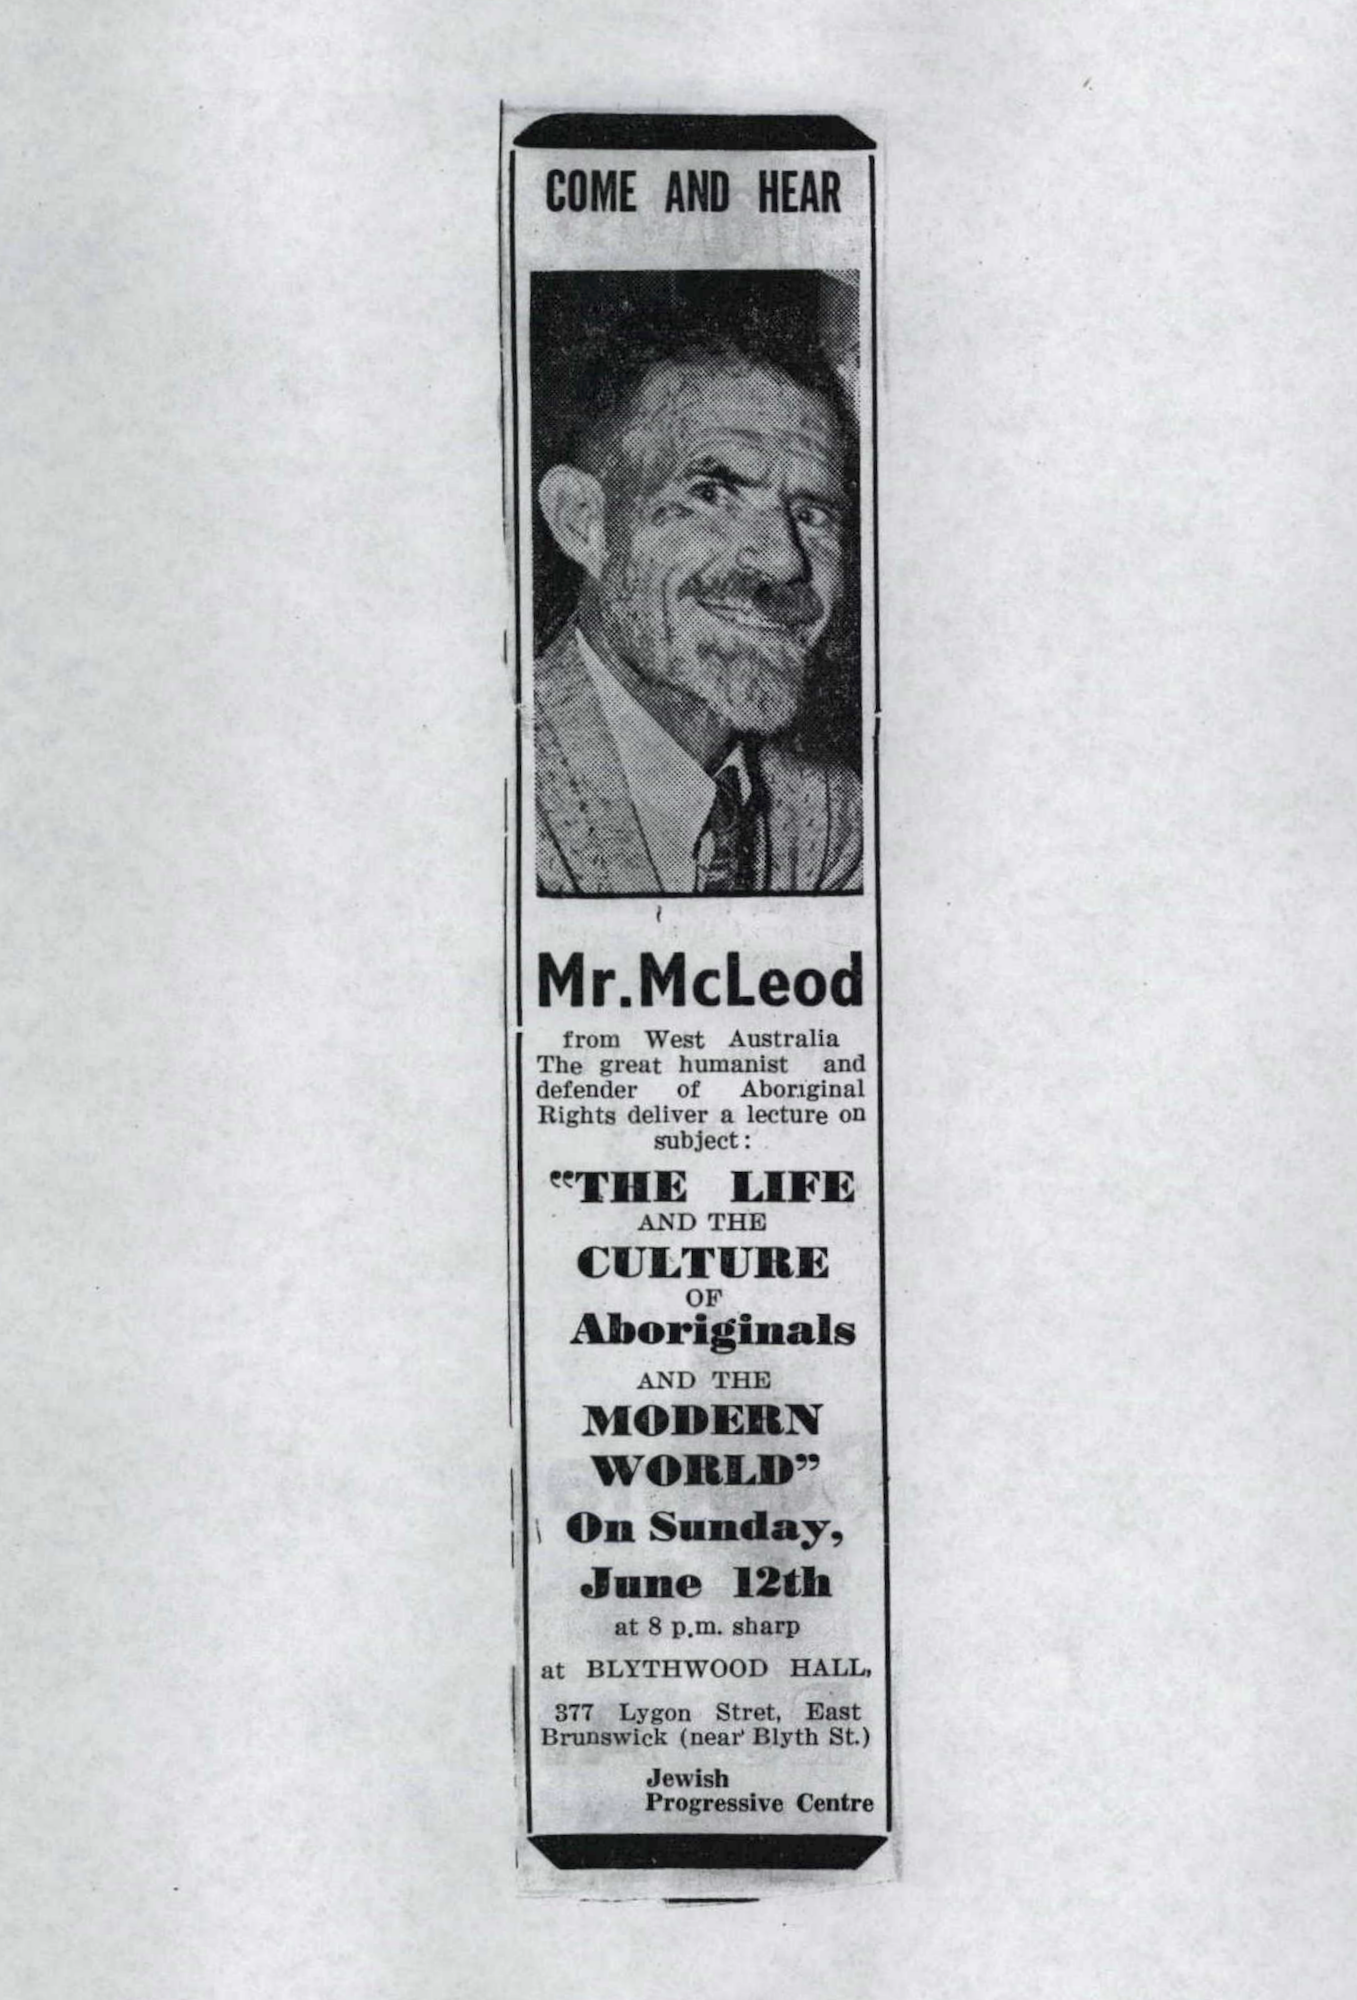 COME AND HEAR
Mr. McLeod
from West Australia
The great humanist and
defender of Aboriginal
Rights deliver a lecture on
subject:
"THE LIFE
AND THE
CULTURE
OF
Aboriginals
AND THE
MODERN
WORLD"
On Sunday,
June 12th
at 8 p.m. sharp
at BLYTHWOOD HALL,
377 Lygon Stret, East
Brunswick (near Blyth St.)
Jewish
Progressive Centre